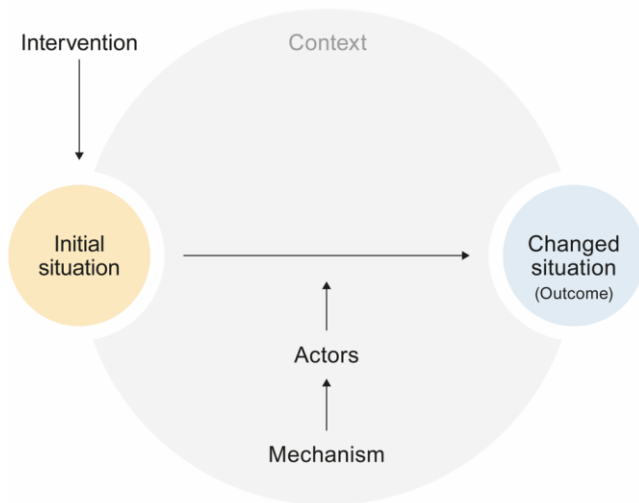 Intervention
Context
Initial
situation
Changed
situation
(Outcome)
Actors
Mechanism